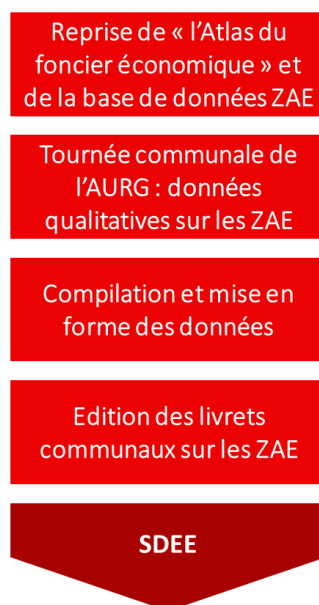 Reprise de « l'Atlas du
foncier économique » et
de la base de données ZAE
Tournée communale de
l'AURG : données
qualitatives sur les ZAE
Compilation et mise en
forme des données
Edition des livrets
communaux sur les ZAE
SDEE